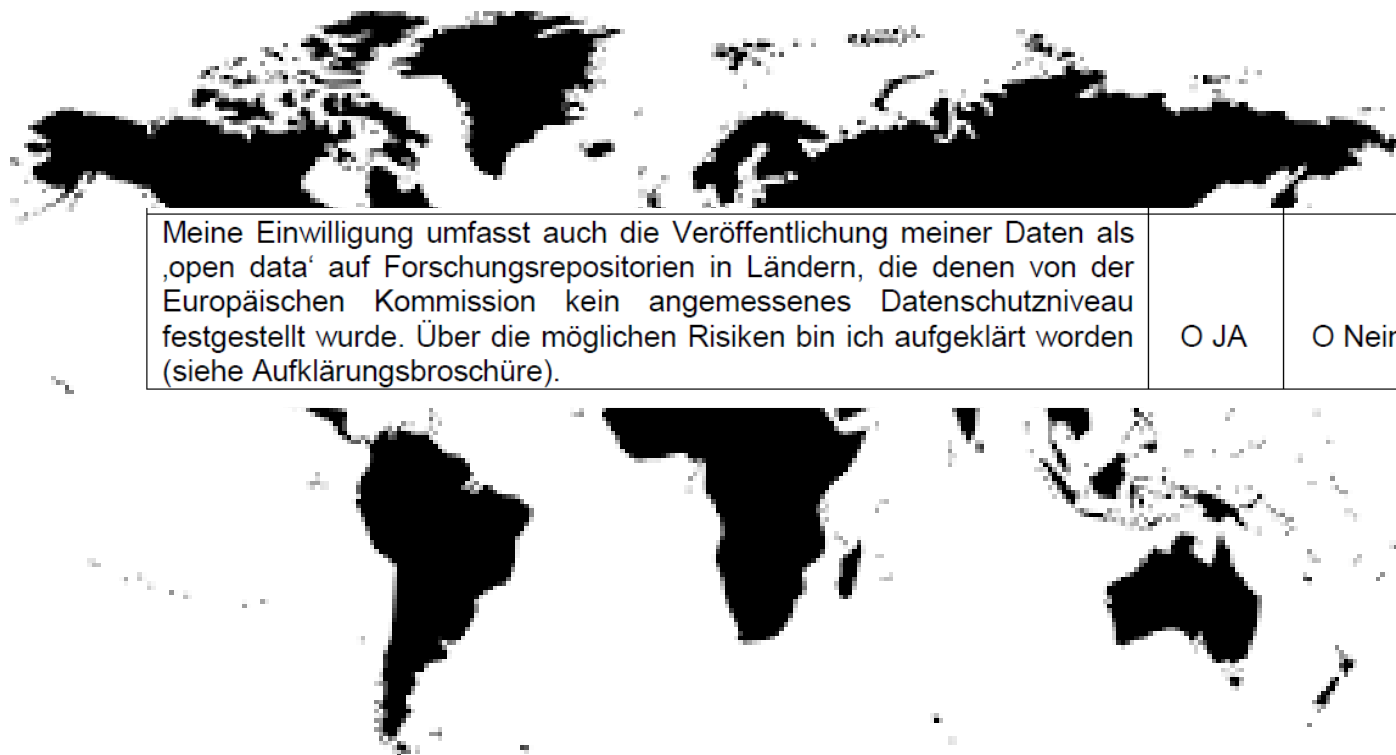 Meine Einwilligung umfasst auch die Veröffentlichung meiner Daten als
‚open data‘ auf Forschungsrepositorien in Ländern, die denen von der
Europäischen Kommission kein angemessenes Datenschutzniveau
festgestellt wurde. Über die möglichen Risiken bin ich aufgeklärt worden
(siehe Aufklärungsbroschüre).
O JA
O Nein